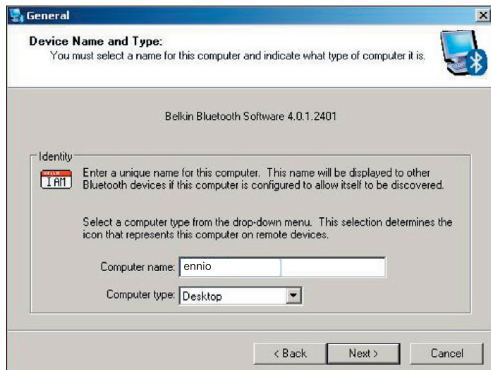 General
Device Name and Type:
You must select a name for this computer and indicate what type of computer it is.
Belkin Bluetooth Software 4.0.1.2401
Identity
HELLO
I AM
Enter a unique name for this computer. This name will be displayed to other
Bluetooth devices if this computer is configured to allow itself to be discovered.
Select a computer type from the drop-down menu. This selection determines the
icon that represents this computer on remote devices.
Computer name: ennio
Computer type: Desktop
< Back
Next >
Cancel